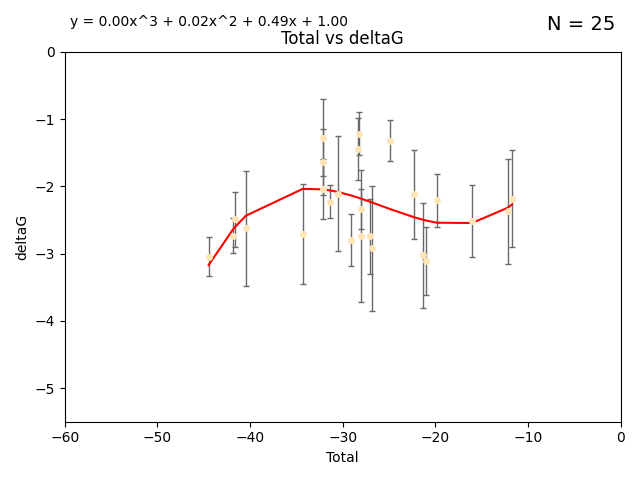 y = 0.00x^3 + 0.02x^2 + 0.49x + 1.00
N = 25
Total vs deltaG
0
−1
−2
−3
−4
−5
deltaG
−60 −50 −40 −30 −20 −10 0
Total